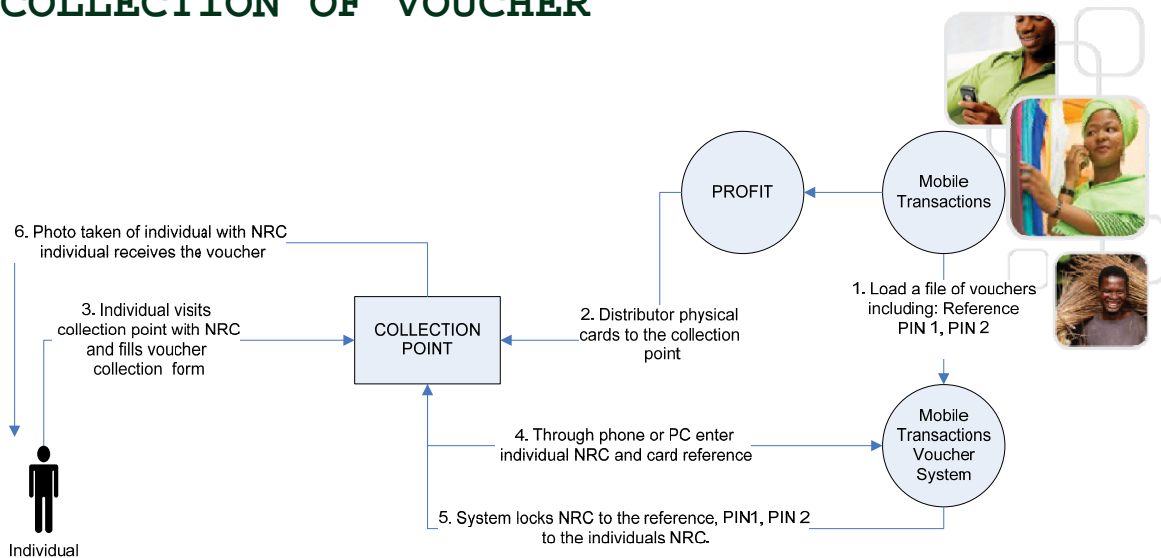 COLLECTION OF VOUCHER
PROFIT
Mobile
Transactions
6. Photo taken of individual with NRC
individual receives the voucher
1. Load a file of vouchers
including: Reference
PIN 1, PIN 2
3. Individual visits
collection point with NRC
and fills voucher
collection form
COLLECTION
POINT
2. Distributor physical
cards to the collection
point
4. Through phone or PC enter
individual NRC and card reference
Mobile
Transactions
Voucher
System
5. System locks NRC to the reference, PIN1, PIN 2
to the individuals NRC.
Individual